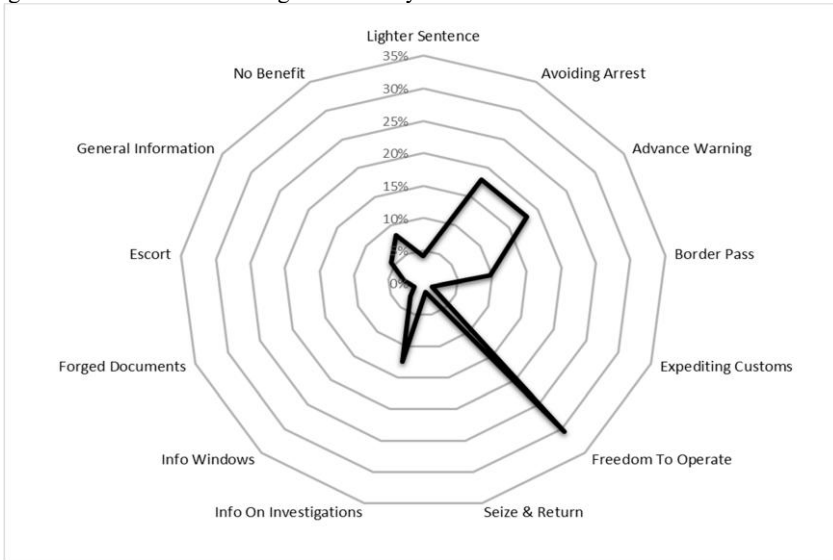 Lighter Sentence
35%
No Benefit
Avoiding Arrest
30%
25%
General Information
Advance Warning
20%
15%
10%
Escort
Border Pass
5%
0%
Forged Documents
Expediting Customs
Info Windows
Freedom To Operate
Info On Investigations
Seize & Return